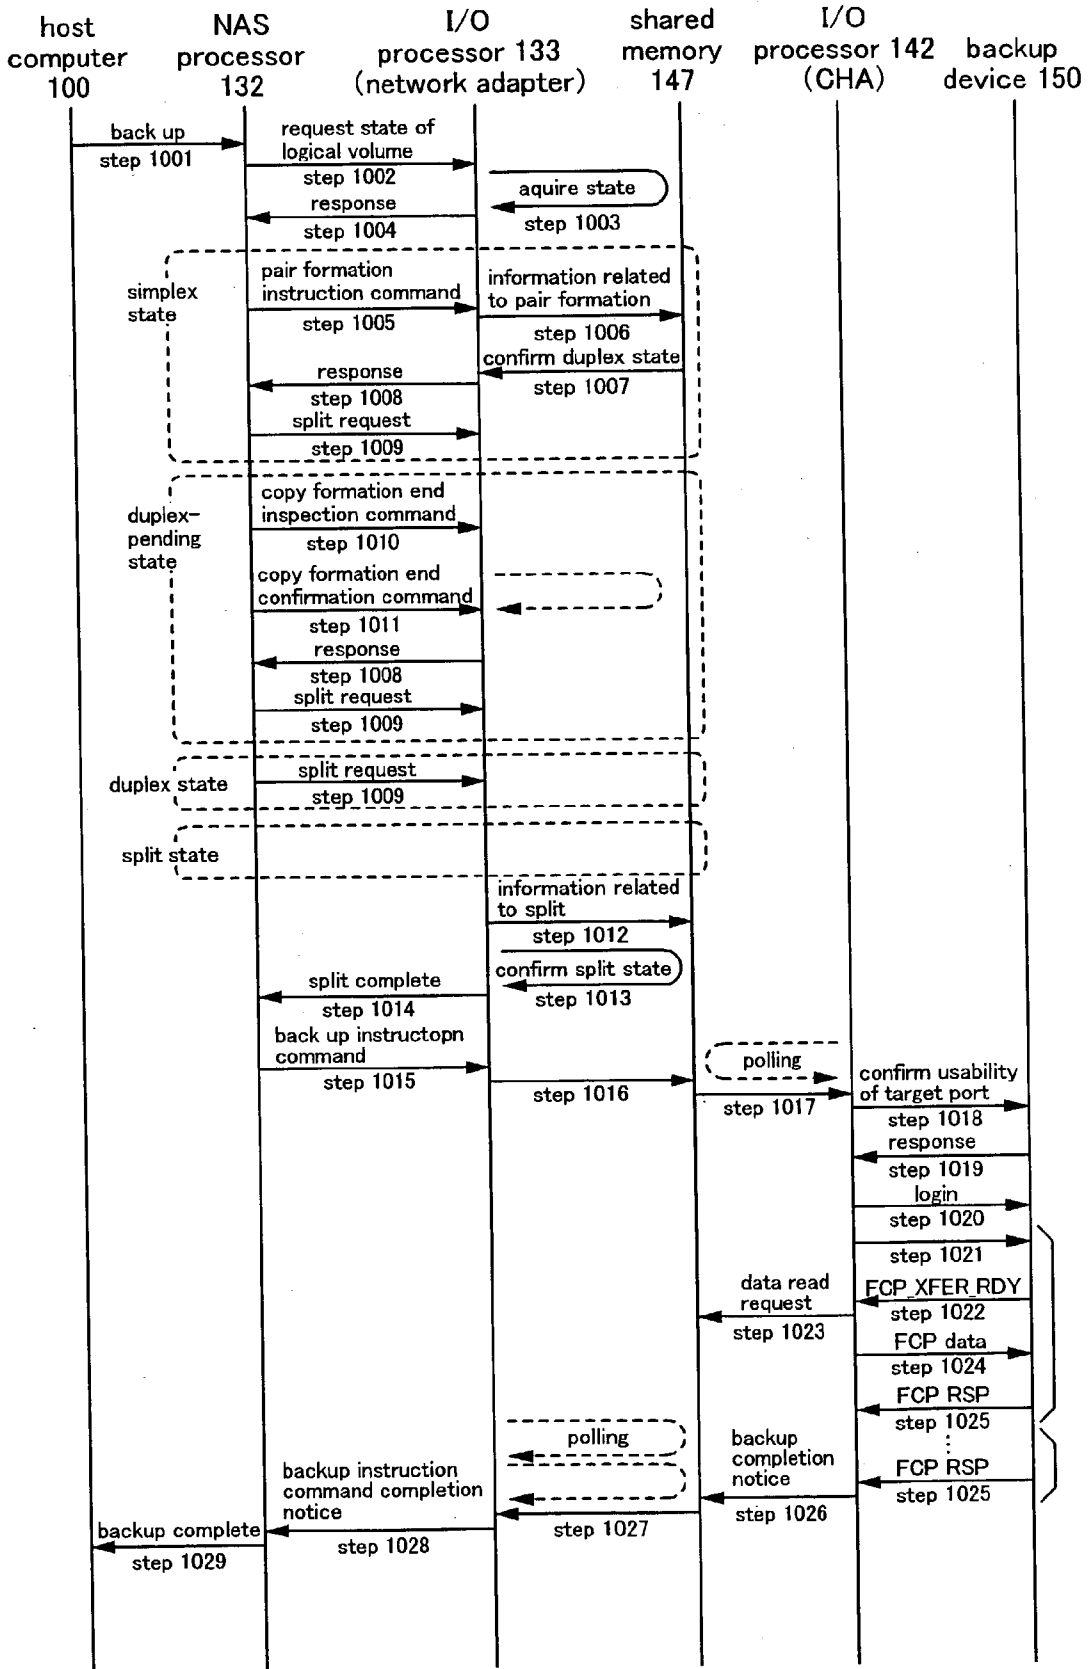 host
computer
100
NAS
processor
132
I/O
processor 133
(network adapter)
shared
memory
147
I/O
processor 142
(CHA)
backup
device 150
back up
step 1001
request state of
logical volume
step 1002
aquire state
step 1003
response
step 1004
simplex
state
pair formation
instruction command
step 1005
information related
to pair formation
step 1006
confirm duplex state
step 1007
response
step 1008
split request
step 1009
duplex-
pending
state
copy formation end
inspection command
step 1010
copy formation end
confirmation command
step 1011
response
step 1008
split request
step 1009
duplex state
split request
step 1009
split state
information related
to split
step 1012
confirm split state
step 1013
split complete
step 1014
back up instructopn
command
step 1015
step 1016
polling
step 1017
confirm usability
of target port
step 1018
response
step 1019
login
step 1020
step 1021
FCP_XFER_RDY
step 1022
data read
request
step 1023
FCP data
step 1024
FCP RSP
step 1025
polling
backup
completion
notice
step 1026
FCP RSP
step 1025
backup instruction
command completion
notice
step 1027
step 1028
backup complete
step 1029